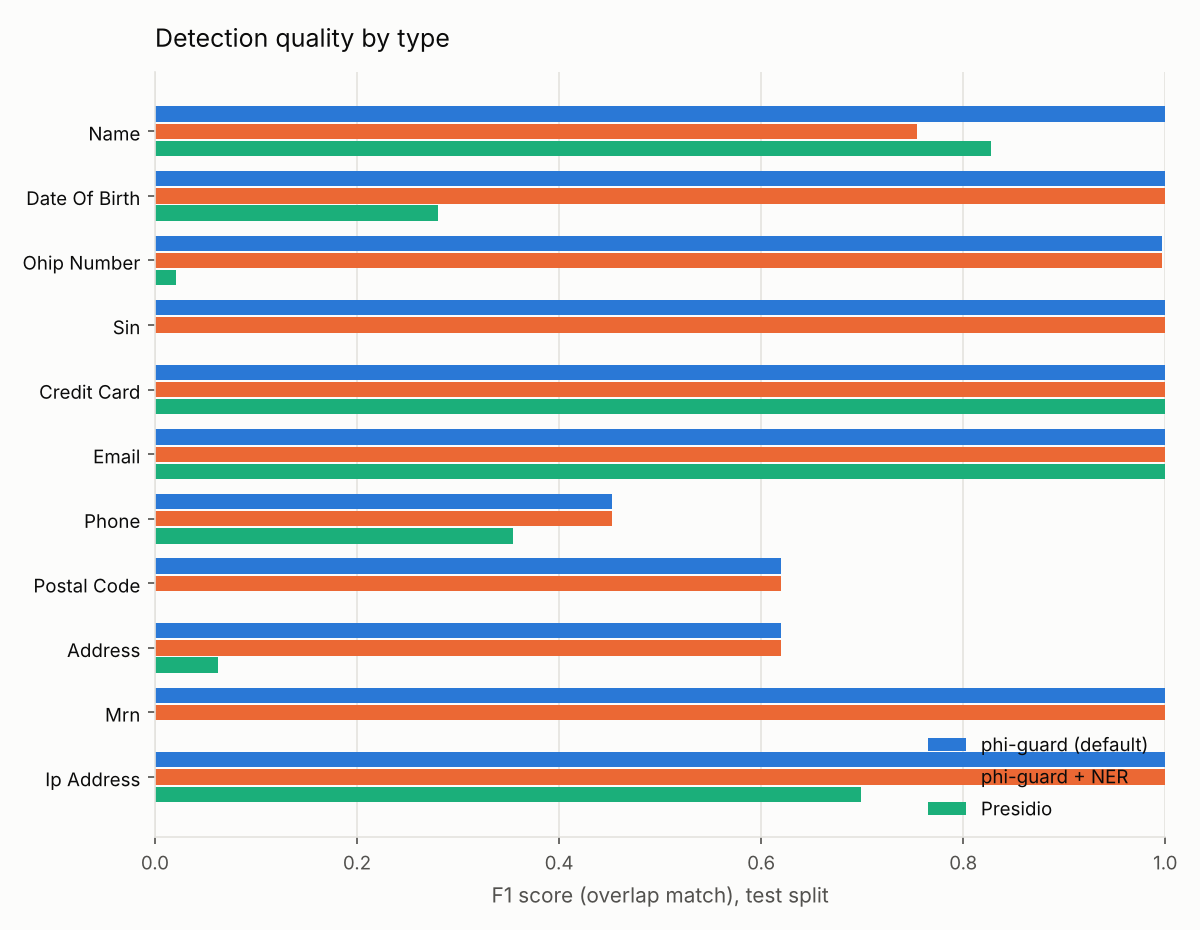 Detection quality by type
Name
Date Of Birth
Ohip Number
Sin
Credit Card
Email
Phone
Postal Code
Address
Mrn
Ip Address
phi-guard (default)
phi-guard + NER
Presidio
0.0 0.2 0.4 0.6 0.8 1.0
F1 score (overlap match), test split